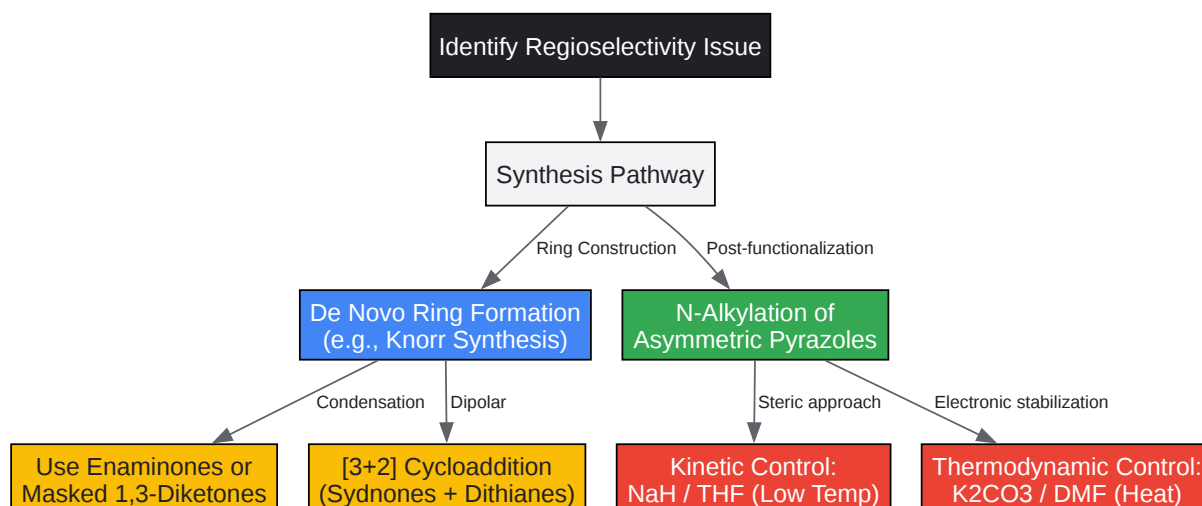 Identify Regioselectivity Issue
Synthesis Pathway
Ring Construction
Post-functionalization
De Novo Ring Formation
(e.g., Knorr Synthesis)
N-Alkylation of
Asymmetric Pyrazoles
Condensation
Dipolar
Steric approach
Electronic stabilization
Use Enaminones or
Masked 1,3-Diketones
[3+2] Cycloaddition
(Sydnones + Dithianes)
Kinetic Control:
NaH / THF (Low Temp)
Thermodynamic Control:
K2CO3 / DMF (Heat)